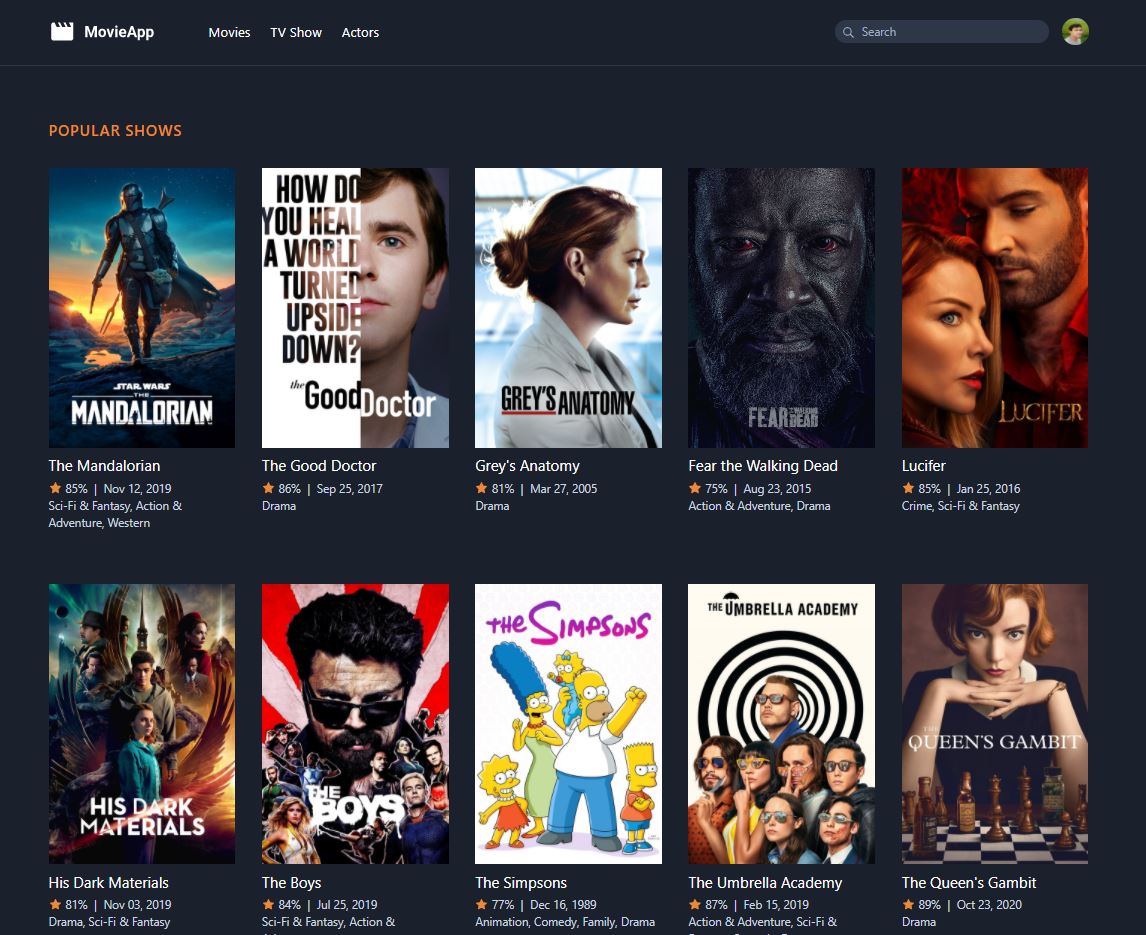 MovieApp
Movies
TV Show
Actors
Search
POPULAR SHOWS
STAR WARS
THE
MANDALORIAN
HOW DO
YOU HEAL
A WORLD
TURNED
UPSIDE
DOWN?
the Good Doctor
GREY'S ANATOMY
FEAR THE WALKING DEAD
LUCIFER
The Mandalorian
85% | Nov 12, 2019
Sci-Fi & Fantasy, Action &
Adventure, Western
The Good Doctor
86% | Sep 25, 2017
Drama
Grey's Anatomy
81% | Mar 27, 2005
Drama
Fear the Walking Dead
75% | Aug 23, 2015
Action & Adventure, Drama
Lucifer
85% | Jan 25, 2016
Crime, Sci-Fi & Fantasy
HIS DARK
MATERIALS
THE
BOYS
THE SIMPSONS
THE UMBRELLA ACADEMY
THE
QUEEN'S GAMBIT
His Dark Materials
81% | Nov 03, 2019
Drama, Sci-Fi & Fantasy
The Boys
84% | Jul 25, 2019
Sci-Fi & Fantasy, Action &
The Simpsons
77% | Dec 16, 1989
Animation, Comedy, Family, Drama
The Umbrella Academy
87% | Feb 15, 2019
Action & Adventure, Sci-Fi &
The Queen's Gambit
89% | Oct 23, 2020
Drama